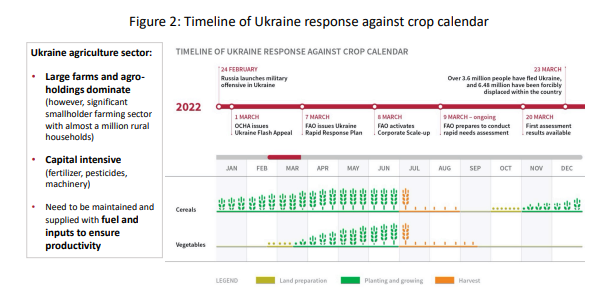 Figure 2: Timeline of Ukraine response against crop calendar
Ukraine agriculture sector:
• Large farms and agro-
holdings dominate
(however, significant
smallholder farming sector
with almost a million rural
households)
• Capital intensive
(fertilizer, pesticides,
machinery)
• Need to be maintained and
supplied with fuel and
inputs to ensure
productivity
TIMELINE OF UKRAINE RESPONSE AGAINST CROP CALENDAR
24 FEBRUARY
Russia launches military
offensive in Ukraine
23 MARCH
Over 3.6 million people have fled Ukraine,
and 6.48 million have been forcibly
displaced within the country
2022
1 MARCH
OCHA issues
Ukraine Flash Appeal
7 MARCH
FAO issues Ukraine
Rapid Response Plan
8 MARCH
FAO activates
Corporate Scale-up
9 MARCH – ongoing
FAO prepares to conduct
rapid needs assessment
20 MARCH
First assessment
results available
JAN FEB MAR APR MAY JUN JUL AUG SEP OCT NOV DEC
Cereals
Vegetables
LEGEND Land preparation Planting and growing Harvest